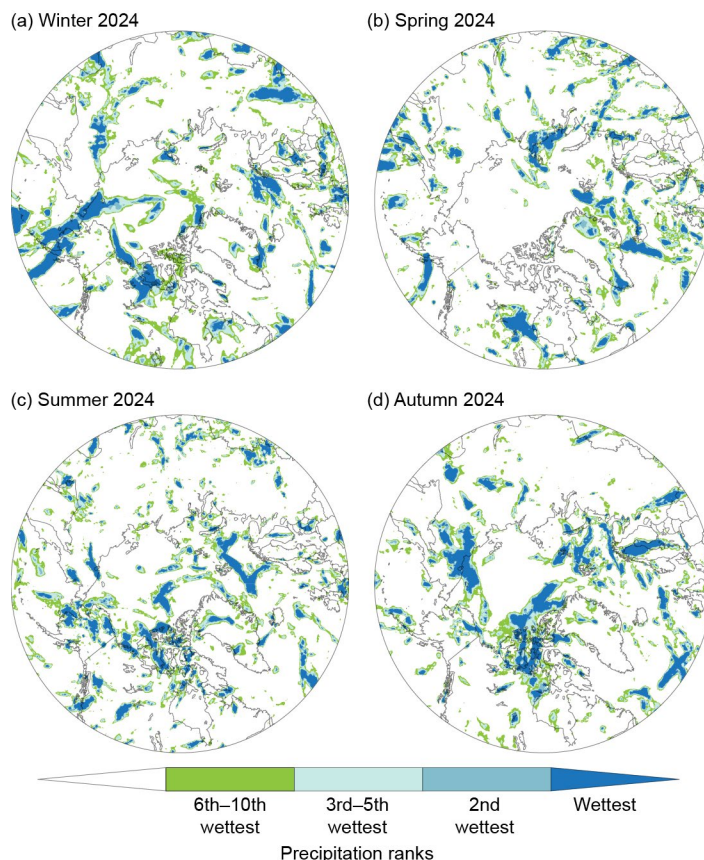 (a) Winter 2024
(b) Spring 2024
(c) Summer 2024
(d) Autumn 2024
6th–10th wettest
3rd–5th wettest
2nd wettest
Wettest
Precipitation ranks